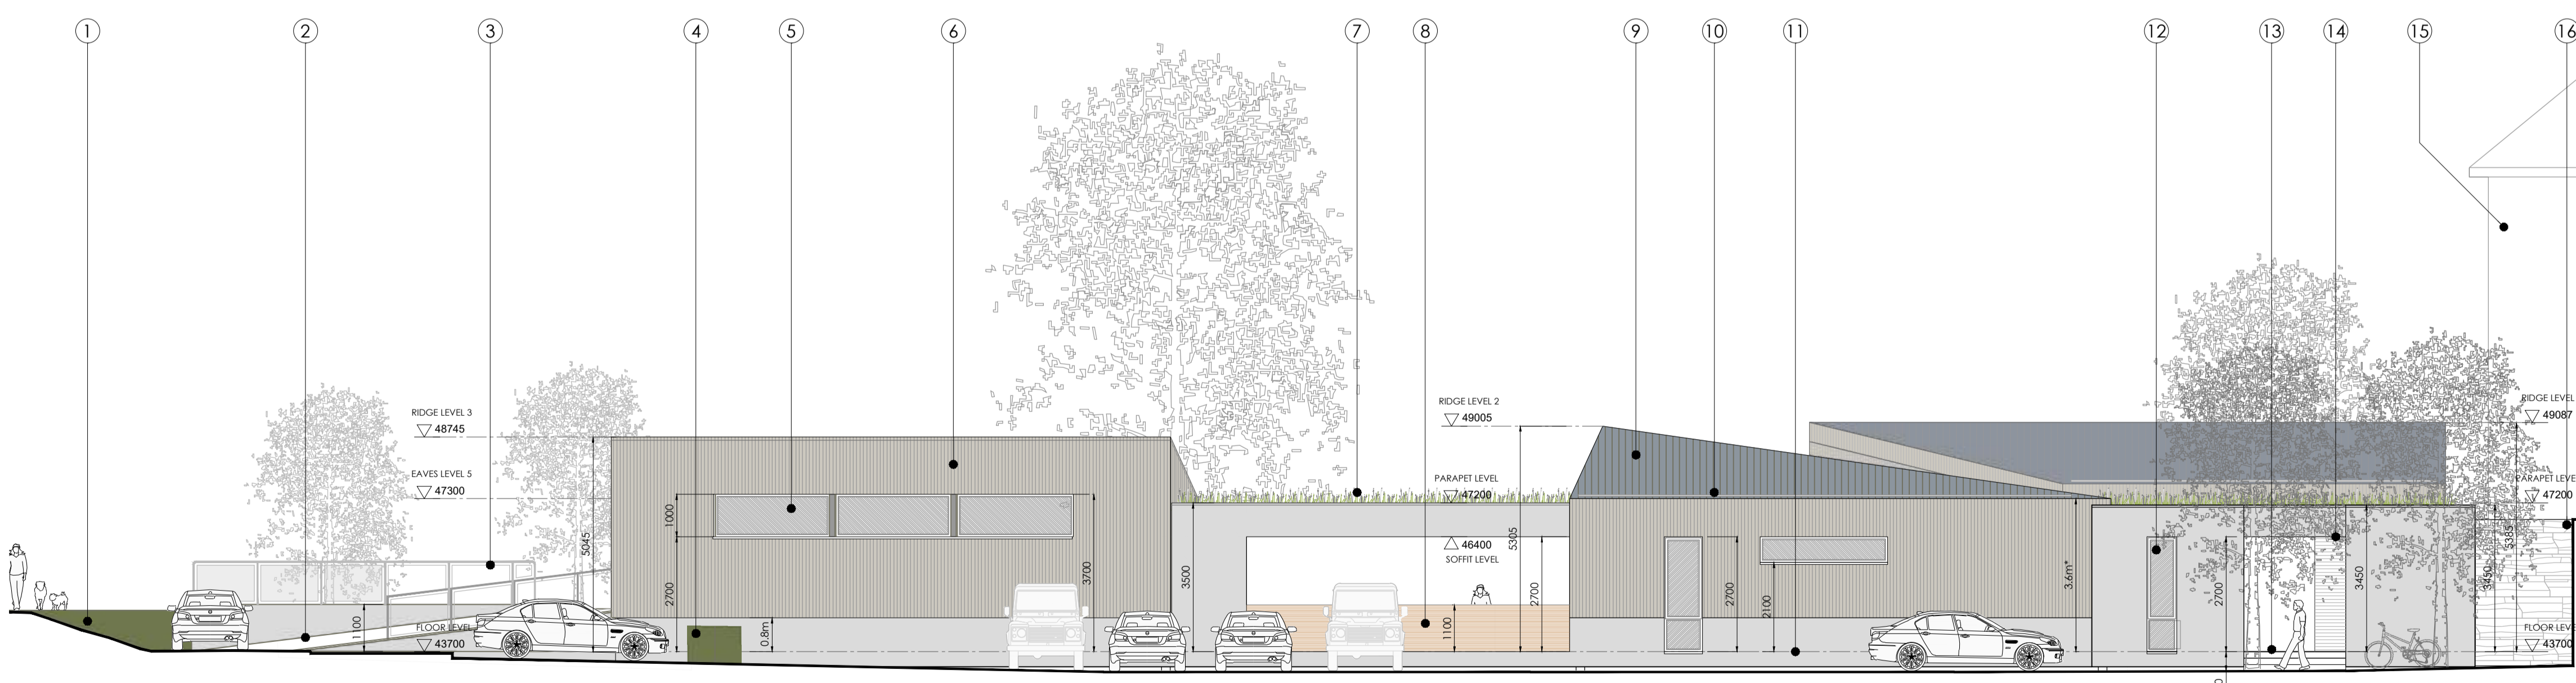 1 2 3 4 5 6 7 8 9 10 11 12 13 14 15 16
RIDGE LEVEL 3
48745
EAVES LEVEL 5
47300
FLOOR LEVEL
43700
1100
5045
1000
2700
0.8m
3700
3500
RIDGE LEVEL 2
49005
PARAPET LEVEL
47200
46400
SOFFIT LEVEL
1100
5305
2700
2700
2100
3.6m*
2700
3450
3450
5385
RIDGE LEVEL
49087
PARAPET LEVE
47200
FLOOR LEVE
43700